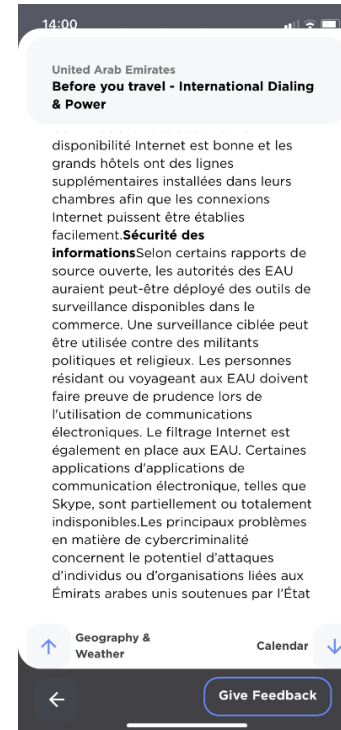 14:00
United Arab Emirates
Before you travel - International Dialing
& Power
disponibilité Internet est bonne et les
grands hôtels ont des lignes
supplémentaires installées dans leurs
chambres afin que les connexions
Internet puissent être établies
facilement.Sécurité des
informationsSelon certains rapports de
source ouverte, les autorités des EAU
auraient peut-être déployé des outils de
surveillance disponibles dans le
commerce. Une surveillance ciblée peut
être utilisée contre des militants
politiques et religieux. Les personnes
résidant ou voyageant aux EAU doivent
faire preuve de prudence lors de
l'utilisation de communications
électroniques. Le filtrage Internet est
également en place aux EAU. Certaines
applications d'applications de
communication électronique, telles que
Skype, sont partiellement ou totalement
indisponibles.Les principaux problèmes
en matière de cybercriminalité
concernent le potentiel d'attaques
d'individus ou d'organisations liées aux
Émirats arabes unis soutenues par l'État
Geography &
Weather
Calendar
Give Feedback